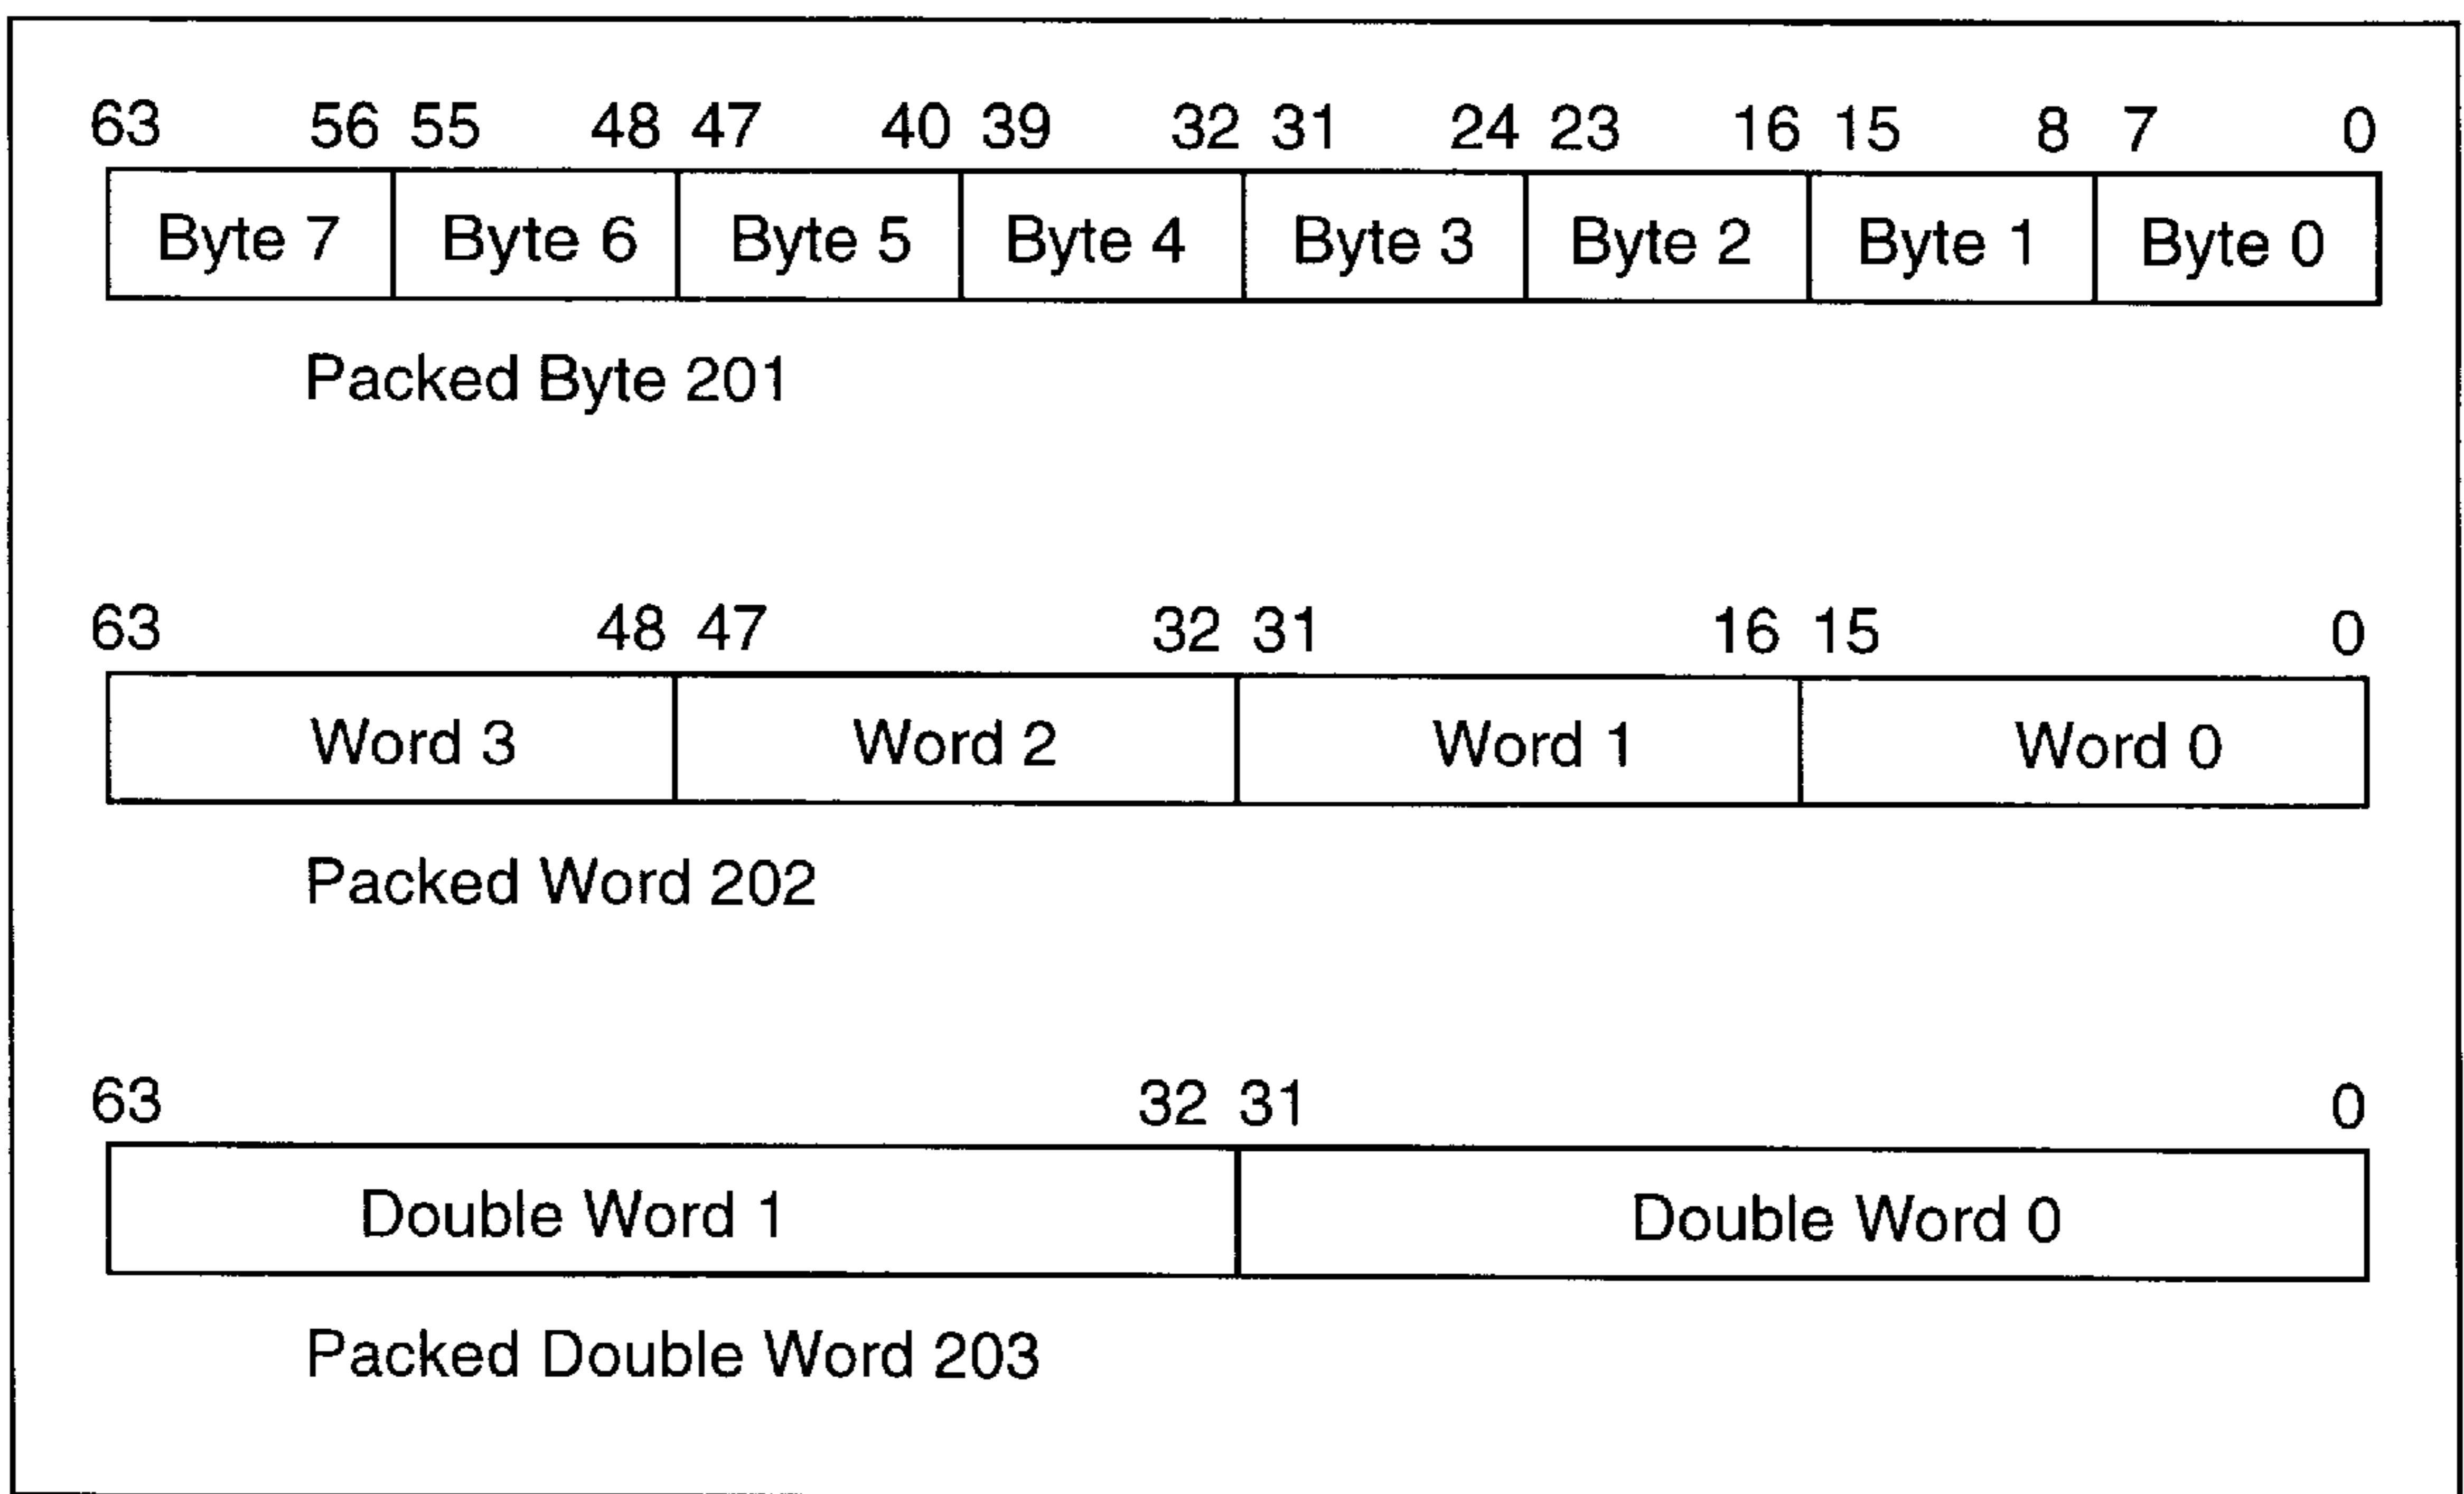 63 56 55 48 47 40 39 32 31 24 23 16 15 8 7 0
Byte 7 Byte 6 Byte 5 Byte 4 Byte 3 Byte 2 Byte 1 Byte 0
Packed Byte 201
63 48 47 32 31 16 15 0
Word 3 Word 2 Word 1 Word 0
Packed Word 202
63 32 31 0
Double Word 1 Double Word 0
Packed Double Word 203